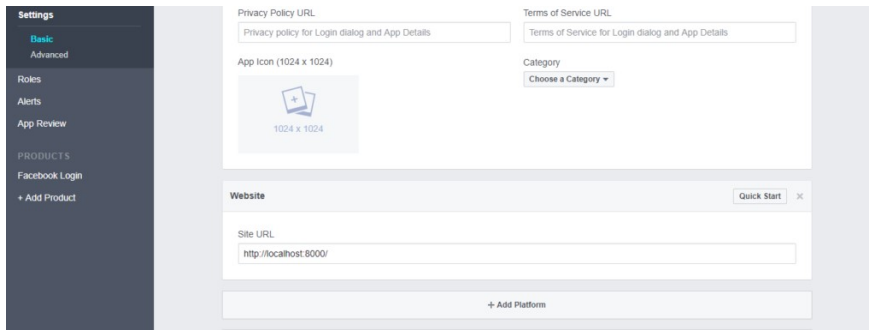 Settings
Basic
Advanced
Roles
Alerts
App Review
PRODUCTS
Facebook Login
+ Add Product
Privacy Policy URL
Privacy policy for Login dialog and App Details
Terms of Service URL
Terms of Service for Login dialog and App Details
App Icon (1024 x 1024)
1024 x 1024
Category
Choose a Category
Website
Quick Start
Site URL
http://localhost:8000/
+ Add Platform